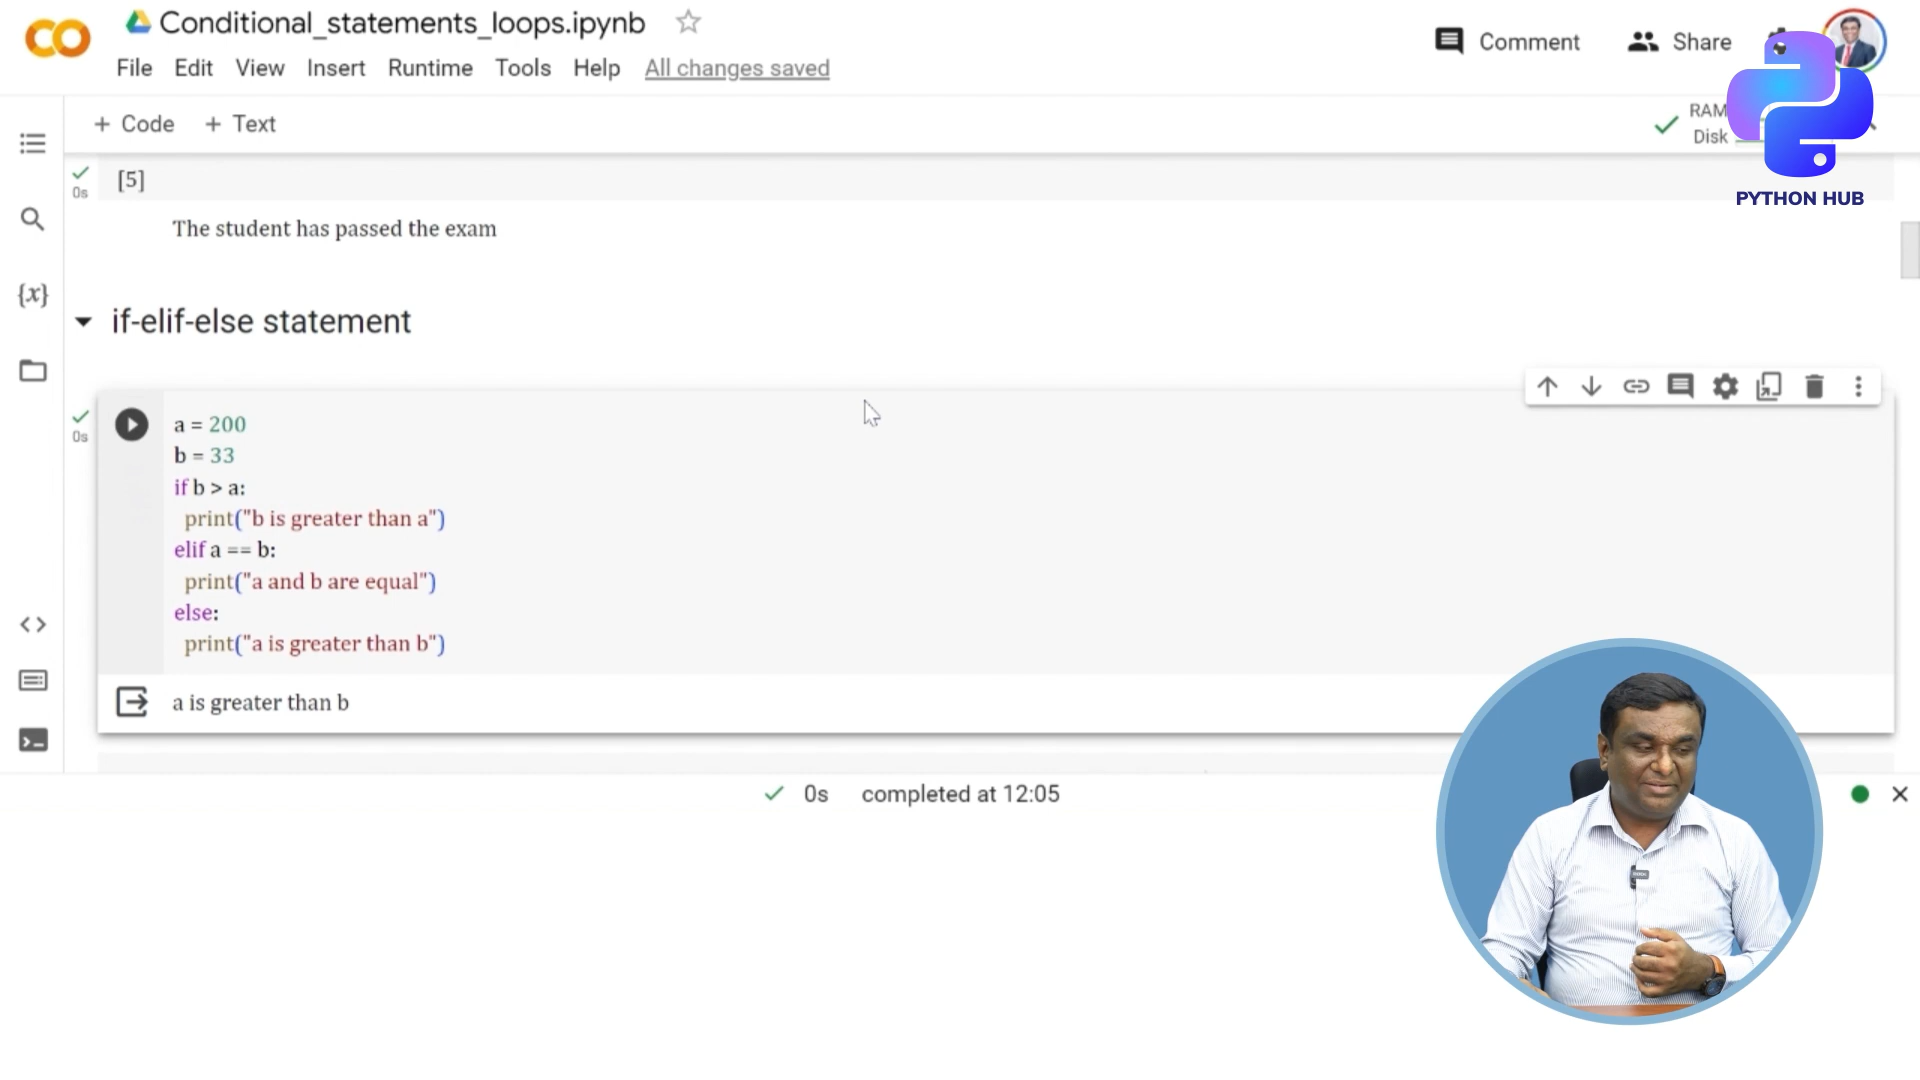 Conditional_statements_loops.ipynb
File Edit View Insert Runtime Tools Help All changes saved
Comment Share
+ Code + Text
RAM
Disk
PYTHON HUB
0s
[5]
The student has passed the exam
{x}
if-elif-else statement
0s
a = 200
b = 33
if b > a:
print("b is greater than a")
elif a == b:
print("a and b are equal")
else:
print("a is greater than b")
a is greater than b
0s completed at 12:05